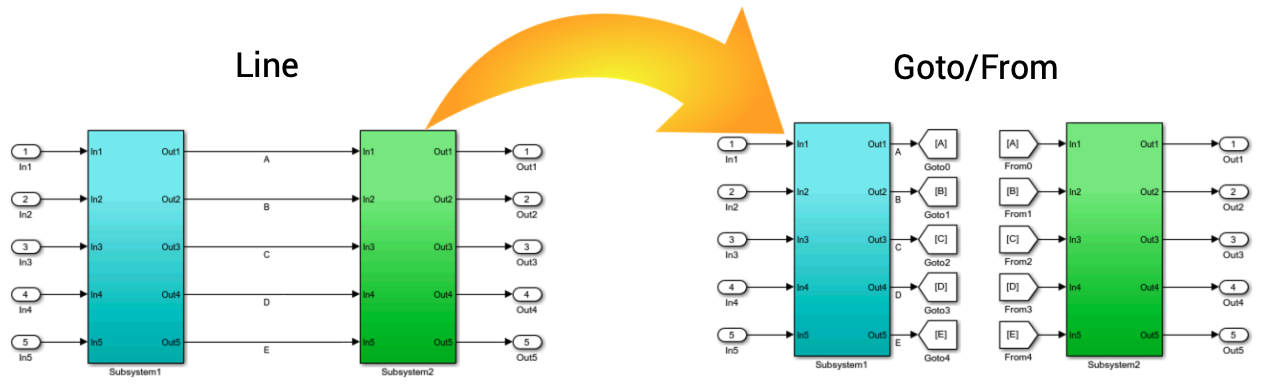 Line
Goto/From
1 In1 Out1 A In1 Out1 1
In1 Out1
2 In2 Out2 B In2 Out2 2
In2 Out2
3 In3 Out3 C In3 Out3 3
In3 Out3
4 In4 Out4 D In4 Out4 4
In4 Out4
5 In5 Out5 E In5 Out5 5
In5 Out5
Subsystem1 Subsystem2
1 In1 Out1 A [A] [A] In1 Out1 1
In1 Goto0 From0 Out1
2 In2 Out2 B [B] [B] In2 Out2 2
In2 Goto1 From1 Out2
3 In3 Out3 C [C] [C] In3 Out3 3
In3 Goto2 From2 Out3
4 In4 Out4 D [D] [D] In4 Out4 4
In4 Goto3 From3 Out4
5 In5 Out5 E [E] [E] In5 Out5 5
In5 Goto4 From4 Out5
Subsystem1 Subsystem2